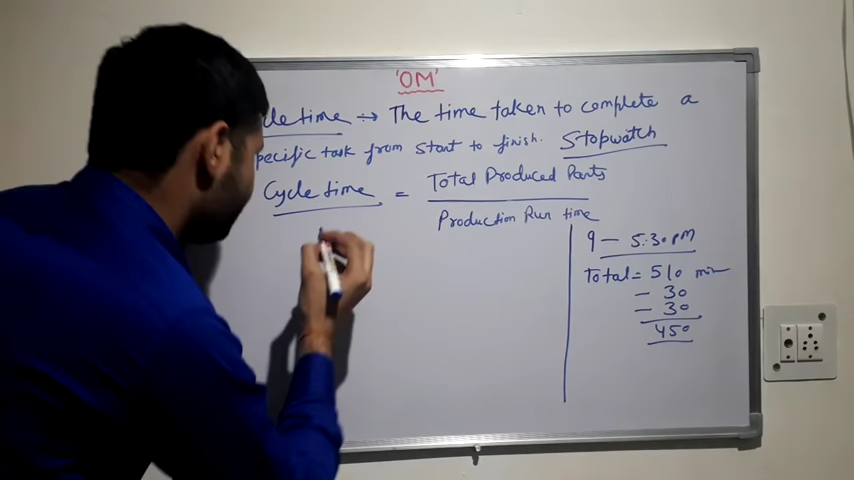 'OM'
cle time → The time taken to complete a
pecific task from start to finish. Stopwatch
Cycle time = Total Produced Parts
Production Run time
9 – 5:30 PM
Total = 510 min
– 30
– 30
450